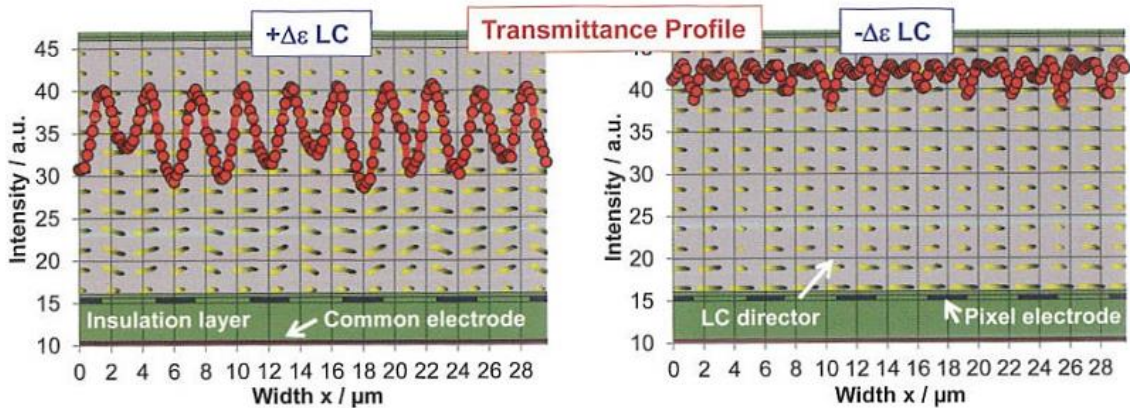 +Δε LC
Transmittance Profile
-Δε LC
Intensity / a.u.
45
40
35
30
25
20
15
10
Insulation layer
Common electrode
0 2 4 6 8 10 12 14 16 18 20 22 24 26 28
Width x / µm
Intensity / a.u.
40
35
30
25
20
15
10
LC director
Pixel electrode
0 2 4 6 8 10 12 14 16 18 20 22 24 26 28
Width x / µm